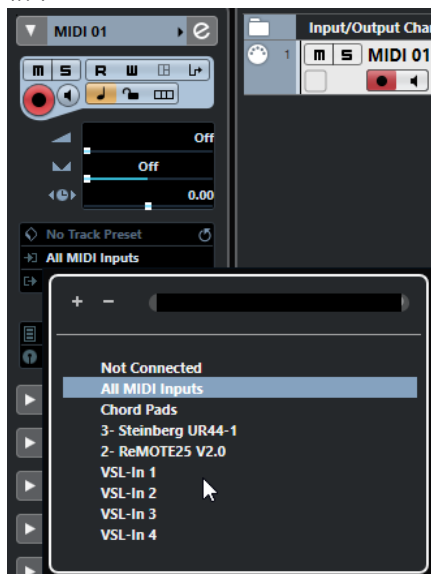 MIDI 01
Input/Output Cha
m S R W
1 m S MIDI 01
Off
Off
0.00
No Track Preset
All MIDI Inputs
+ −
Not Connected
All MIDI Inputs
Chord Pads
3- Steinberg UR44-1
2- ReMOTE25 V2.0
VSL-In 1
VSL-In 2
VSL-In 3
VSL-In 4